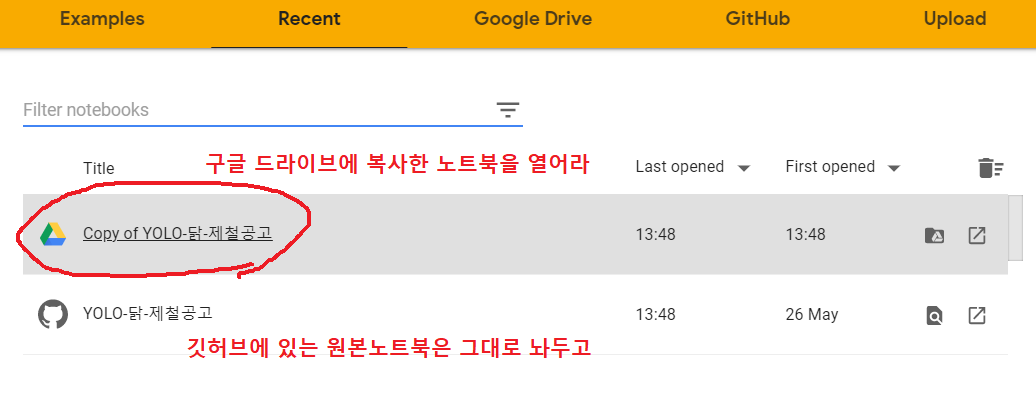 Examples Recent Google Drive GitHub Upload
Filter notebooks
구글 드라이브에 복사한 노트북을 열어라
Title Last opened First opened
Copy of YOLO-닭-제철공고 13:48 13:48
YOLO-닭-제철공고 13:48 26 May
깃허브에 있는 원본노트북은 그대로 놔두고